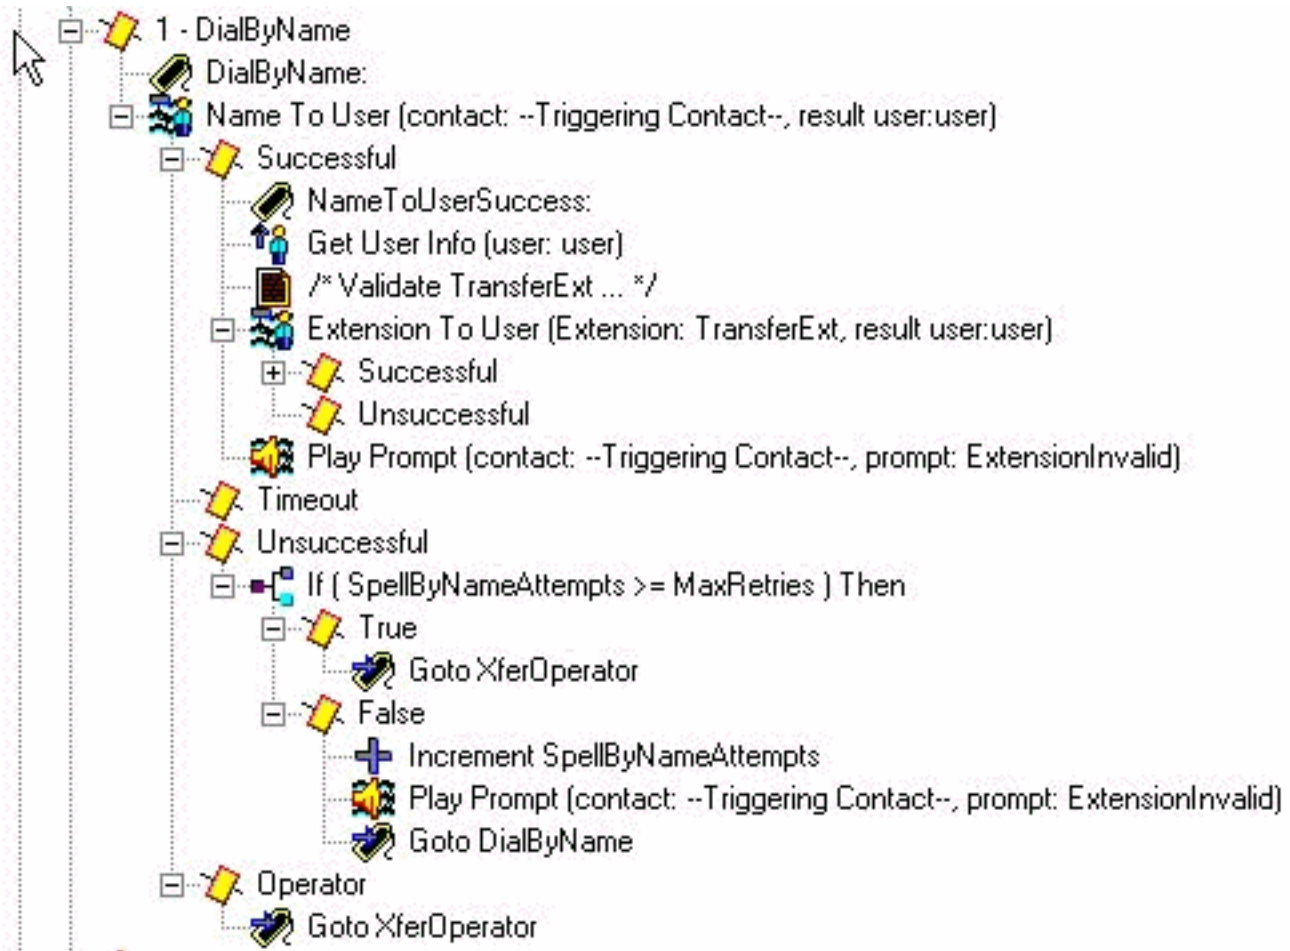 1 - DialByName
DialByName:
Name To User (contact: --Triggering Contact--, result user:user)
Successful
NameToUserSuccess:
Get User Info (user: user)
/* Validate TransferExt ... */
Extension To User (Extension: TransferExt, result user:user)
Successful
Unsuccessful
Play Prompt (contact: --Triggering Contact--, prompt: ExtensionInvalid)
Timeout
Unsuccessful
If ( SpellByNameAttempts >= MaxRetries ) Then
True
Goto XferOperator
False
Increment SpellByNameAttempts
Play Prompt (contact: --Triggering Contact--, prompt: ExtensionInvalid)
Goto DialByName
Operator
Goto XferOperator